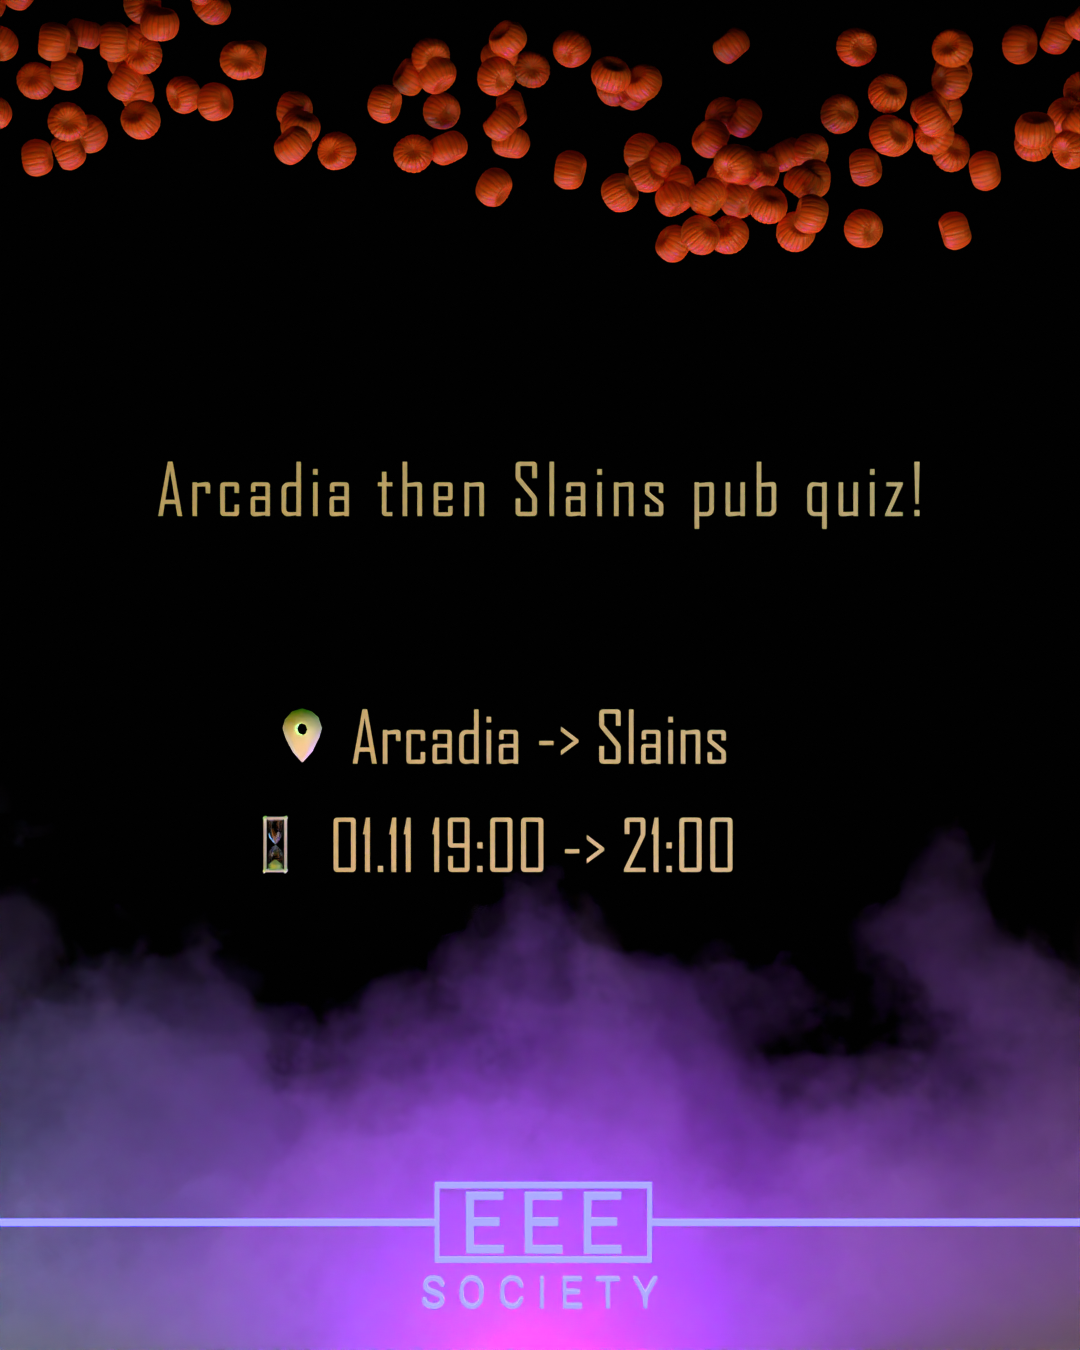 Arcadia then Slains pub quiz!
Arcadia -> Slains
01.11 19:00 -> 21:00
EEE
SOCIETY